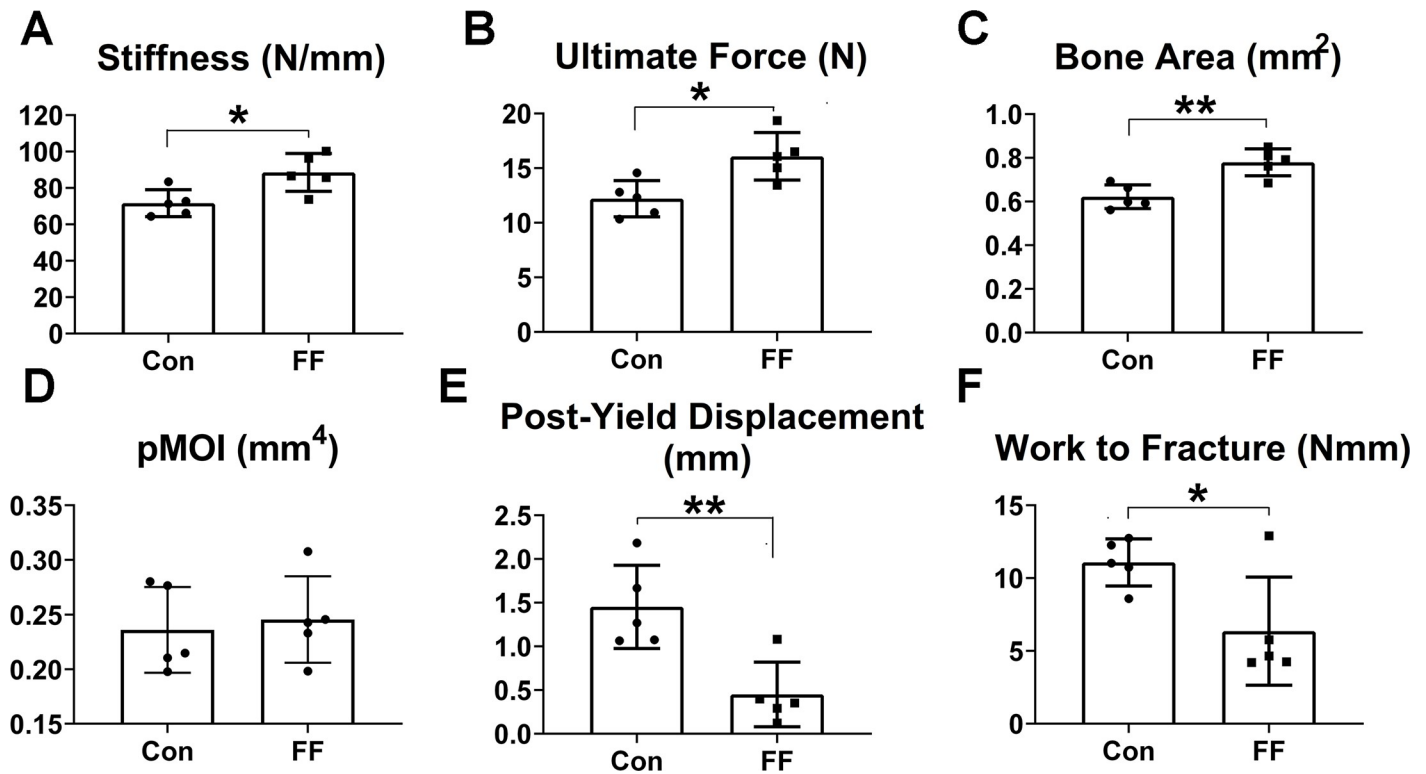 A
Stiffness (N/mm)
*
120
100
80
60
40
20
0
Con FF
B
Ultimate Force (N)
*
20
15
10
5
0
Con FF
C
Bone Area (mm²)
**
1.0
0.8
0.6
0.4
0.2
0.0
Con FF
D
pMOI (mm⁴)
0.35
0.30
0.25
0.20
0.15
Con FF
E
Post-Yield Displacement
(mm)
**
2.5
2.0
1.5
1.0
0.5
0.0
Con FF
F
Work to Fracture (Nmm)
*
15
10
5
0
Con FF